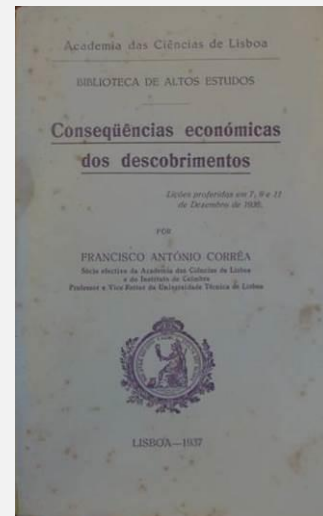 Academia das Ciências de Lisboa
BIBLIOTECA DE ALTOS ESTUDOS
Conseqüências económicas
dos descobrimentos
Lições proferidas em 7, 9 e 11
de Dezembro de 1936.
POR
FRANCISCO ANTÓNIO CORRÊA
Sócio efectivo da Academia das Ciências de Lisboa
e do Instituto de Coimbra
Professor e Vice Reitor da Universidade Técnica de Lisboa
LISBOA—1937